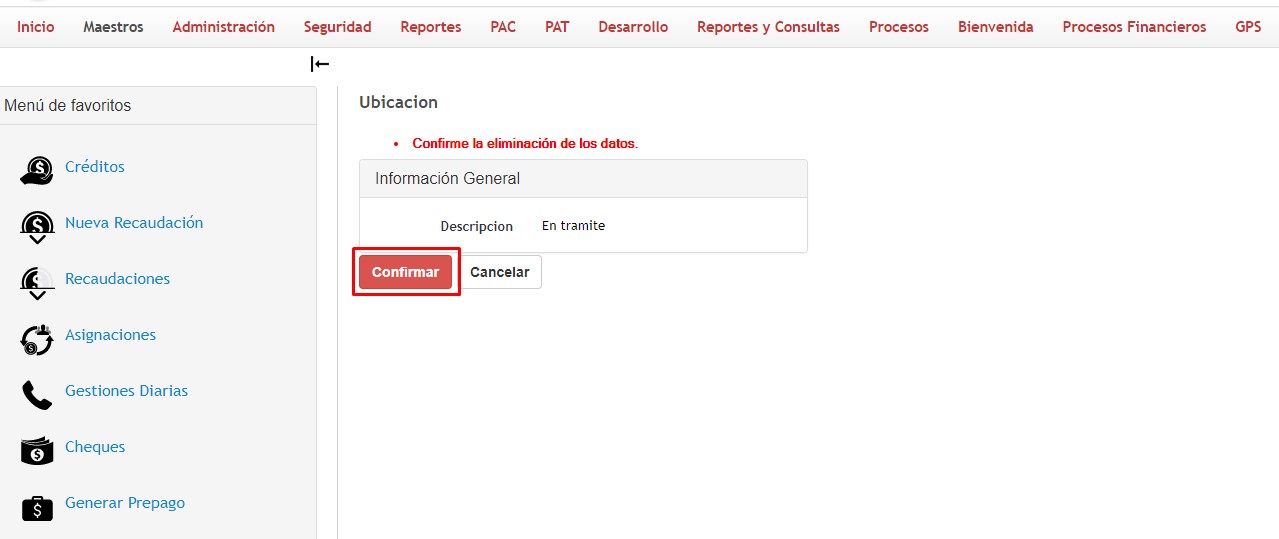 Inicio Maestros Administración Seguridad Reportes PAC PAT Desarrollo Reportes y Consultas Procesos Bienvenida Procesos Financieros GPS
Menú de favoritos
Créditos
Nueva Recaudación
Recaudaciones
Asignaciones
Gestiones Diarias
Cheques
Generar Prepago
Ubicacion
Confirme la eliminación de los datos.
Información General
Descripcion En tramite
Confirmar Cancelar